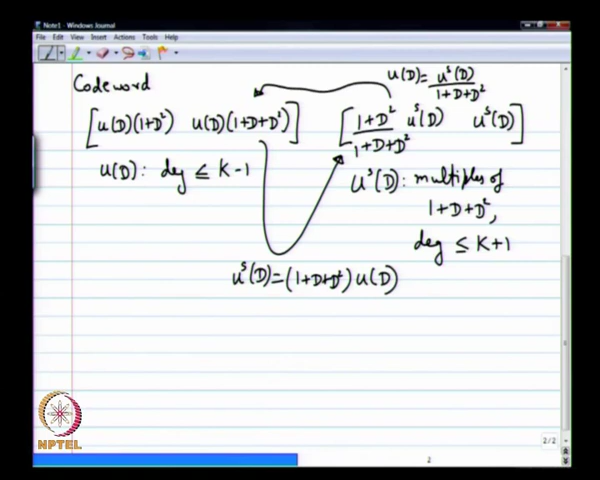 Note1 - Windows Journal
File Edit View Insert Actions Tools Help
Codeword
u(D) = u^s(D) / 1+D+D^2
[u(D)(1+D^2) u(D)(1+D+D^2)]
[1+D^2 / 1+D+D^2 u^s(D) u^s(D)]
u(D): deg ≤ K-1
u^s(D): multiples of
1+D+D^2,
deg ≤ K+1
u^s(D)=(1+D+D^2) u(D)
NPTEL
2/2
2